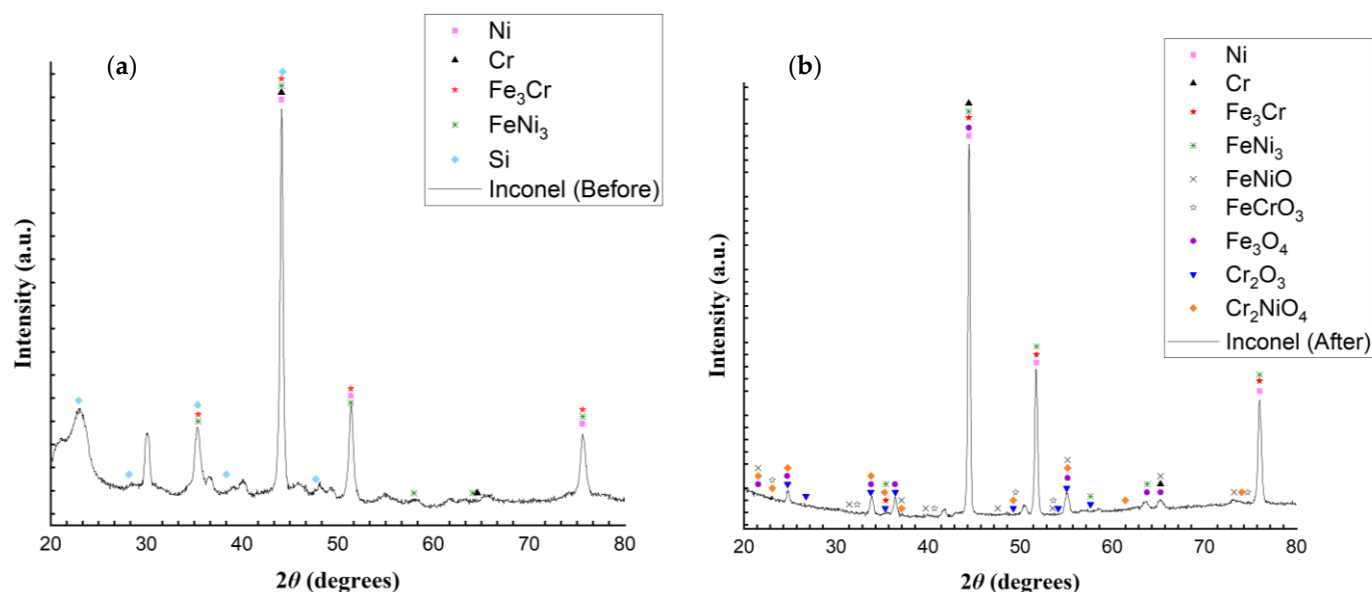 (a)
Ni
Cr
Fe₃Cr
FeNi₃
Si
Inconel (Before)
Intensity (a.u.)
20 30 40 50 60 70 80
2θ (degrees)
(b)
Ni
Cr
Fe₃Cr
FeNi₃
FeNiO
FeCrO₃
Fe₃O₄
Cr₂O₃
Cr₂NiO₄
Inconel (After)
Intensity (a.u.)
20 30 40 50 60 70 80
2θ (degrees)